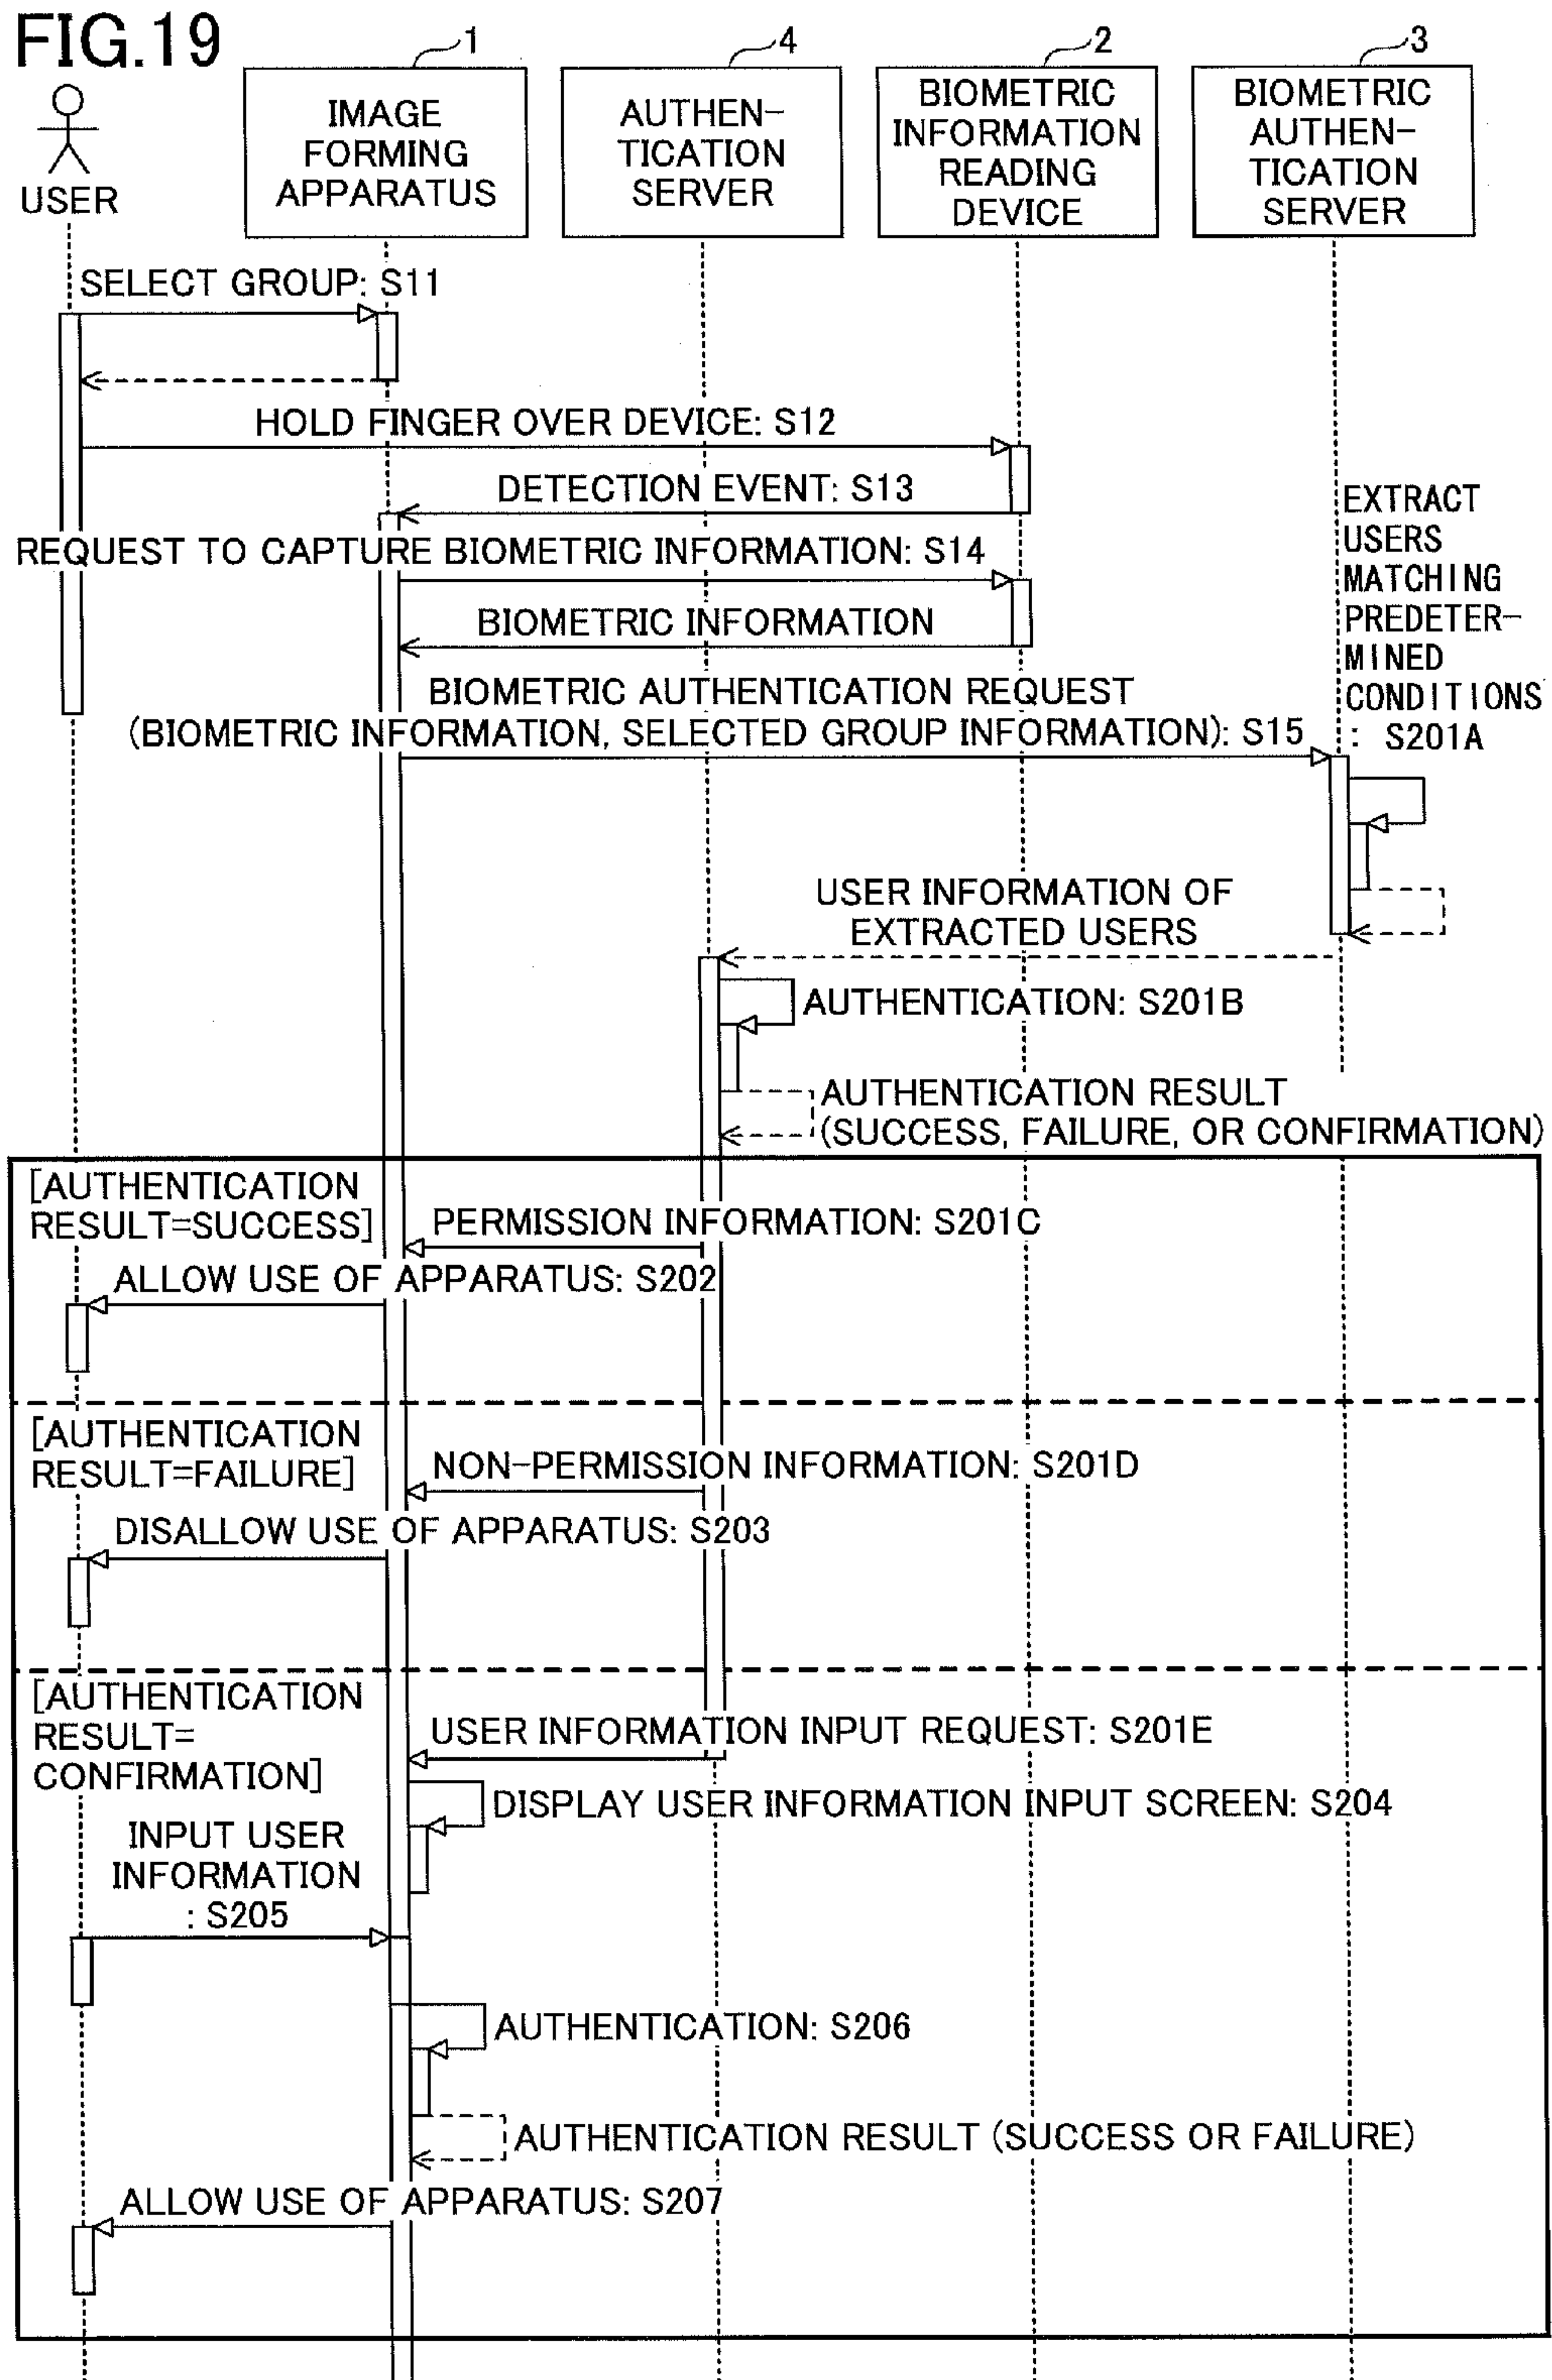 FIG.19
1
4
2
3
USER
IMAGE
FORMING
APPARATUS
AUTHEN-
TICATION
SERVER
BIOMETRIC
INFORMATION
READING
DEVICE
BIOMETRIC
AUTHEN-
TICATION
SERVER
SELECT GROUP: S11
HOLD FINGER OVER DEVICE: S12
DETECTION EVENT: S13
REQUEST TO CAPTURE BIOMETRIC INFORMATION: S14
BIOMETRIC INFORMATION
BIOMETRIC AUTHENTICATION REQUEST
(BIOMETRIC INFORMATION, SELECTED GROUP INFORMATION): S15
EXTRACT
USERS
MATCHING
PREDETER-
MINED
CONDITIONS
: S201A
USER INFORMATION OF
EXTRACTED USERS
AUTHENTICATION: S201B
AUTHENTICATION RESULT
(SUCCESS, FAILURE, OR CONFIRMATION)
[AUTHENTICATION
RESULT=SUCCESS]
PERMISSION INFORMATION: S201C
ALLOW USE OF APPARATUS: S202
[AUTHENTICATION
RESULT=FAILURE]
NON-PERMISSION INFORMATION: S201D
DISALLOW USE OF APPARATUS: S203
[AUTHENTICATION
RESULT=
CONFIRMATION]
USER INFORMATION INPUT REQUEST: S201E
DISPLAY USER INFORMATION INPUT SCREEN: S204
INPUT USER
INFORMATION
: S205
AUTHENTICATION: S206
AUTHENTICATION RESULT (SUCCESS OR FAILURE)
ALLOW USE OF APPARATUS: S207